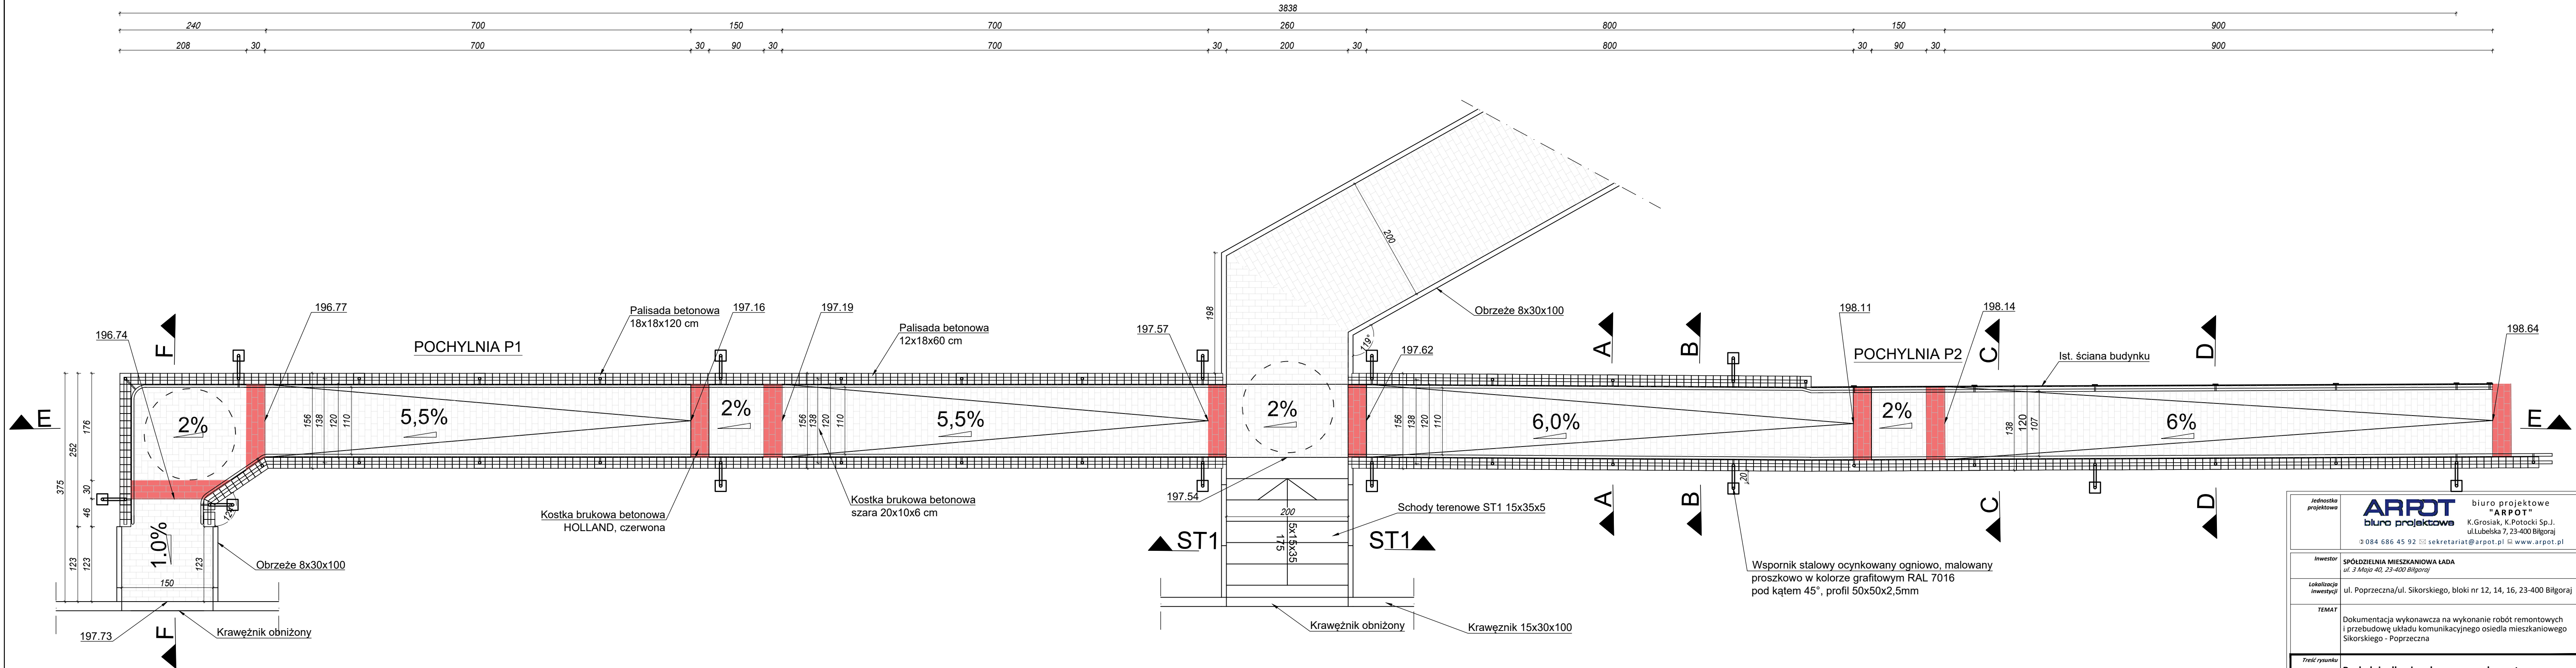 3838
240 700 150 700 260 800 150 900
208 30 700 30 90 30 700 30 200 30 800 30 90 30 900
198
200
119°
Obrzeże 8x30x100
196.74
F
196.77
Palisada betonowa
18x18x120 cm
197.16
197.19
Palisada betonowa
12x18x60 cm
197.57
197.62
A
B
198.11
198.14
C
D
198.64
POCHYLNIA P1
POCHYLNIA P2
Ist. ściana budynku
E
375
252
176
30
46
123
123
2%
156
138
120
110
5,5%
2%
156
138
120
110
5,5%
2%
156
138
120
110
6,0%
2%
138
120
107
6%
E
20
197.54
Kostka brukowa betonowa
HOLLAND, czerwona
Kostka brukowa betonowa
szara 20x10x6 cm
200
5x15x35
175
Schody terenowe ST1 15x35x5
ST1
ST1
A
B
C
D
1.0%
123
150
Obrzeże 8x30x100
197.73
F
Krawężnik obniżony
Krawężnik obniżony
Krawęznik 15x30x100
Wspornik stalowy ocynkowany ogniowo, malowany
proszkowo w kolorze grafitowym RAL 7016
pod kątem 45°, profil 50x50x2,5mm
Jednostka
projektowa
ARPOT
biuro projektowe
biuro projektowe
"ARPOT"
K.Grosiak, K.Potocki Sp.J.
ul.Lubelska 7, 23-400 Biłgoraj
084 686 45 92 sekretariat@arpot.pl www.arpot.pl
Inwestor
SPÓŁDZIELNIA MIESZKANIOWA ŁADA
ul. 3 Maja 40, 23-400 Biłgoraj
Lokalizacja
inwestycji
ul. Poprzeczna/ul. Sikorskiego, bloki nr 12, 14, 16, 23-400 Biłgoraj
TEMAT
Dokumentacja wykonawcza na wykonanie robót remontowych
i przebudowę układu komunikacyjnego osiedla mieszkaniowego
Sikorskiego - Poprzeczna
Treść rysunku